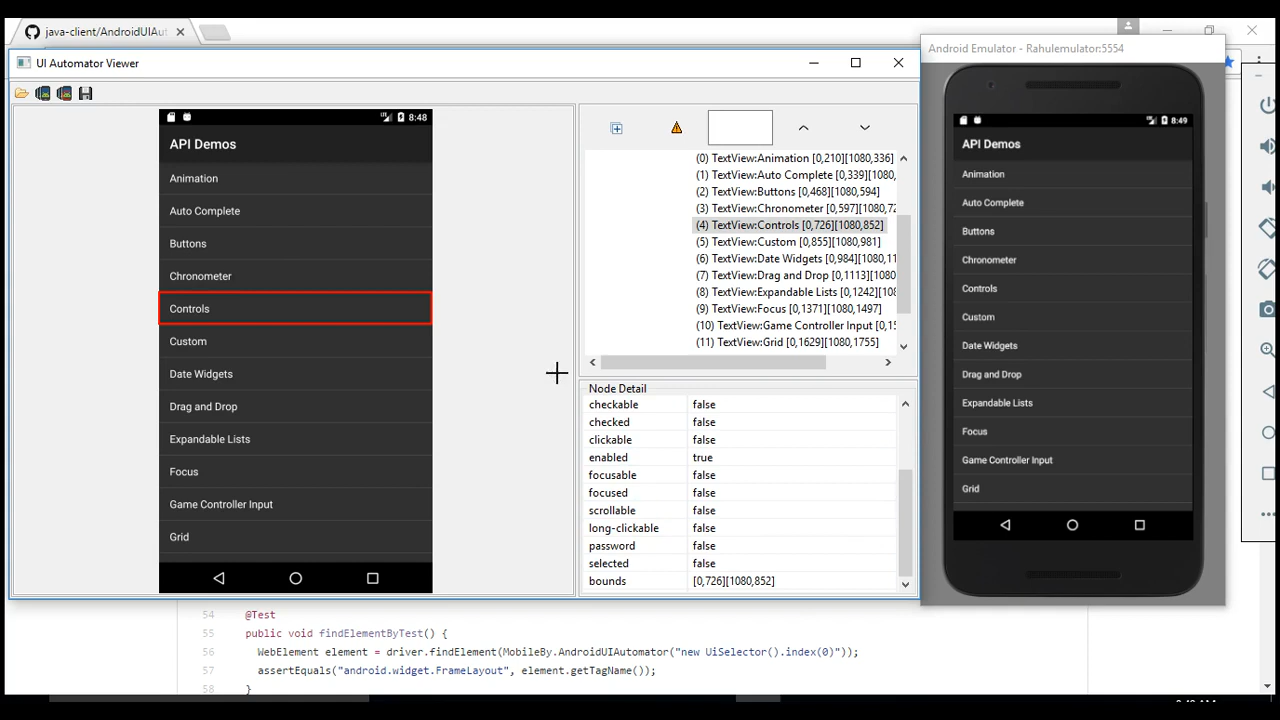 java-client/AndroidUIAut
UI Automator Viewer
Android Emulator - Rahulemulator:5554
8:48
API Demos
Animation
Auto Complete
Buttons
Chronometer
Controls
Custom
Date Widgets
Drag and Drop
Expandable Lists
Focus
Game Controller Input
Grid
(0) TextView:Animation [0,210][1080,336]
(1) TextView:Auto Complete [0,339][1080,
(2) TextView:Buttons [0,468][1080,594]
(3) TextView:Chronometer [0,597][1080,72
(4) TextView:Controls [0,726][1080,852]
(5) TextView:Custom [0,855][1080,981]
(6) TextView:Date Widgets [0,984][1080,11
(7) TextView:Drag and Drop [0,1113][1080
(8) TextView:Expandable Lists [0,1242][108
(9) TextView:Focus [0,1371][1080,1497]
(10) TextView:Game Controller Input [0,15
(11) TextView:Grid [0,1629][1080,1755]
Node Detail
checkable false
checked false
clickable false
enabled true
focusable false
focused false
scrollable false
long-clickable false
password false
selected false
bounds [0,726][1080,852]
8:49
API Demos
Animation
Auto Complete
Buttons
Chronometer
Controls
Custom
Date Widgets
Drag and Drop
Expandable Lists
Focus
Game Controller Input
Grid
54 @Test
55 public void findElementByTest() {
56 WebElement element = driver.findElement(MobileBy.AndroidUIAutomator("new UiSelector().index(0)"));
57 assertEquals("android.widget.FrameLayout", element.getTagName());
58 }